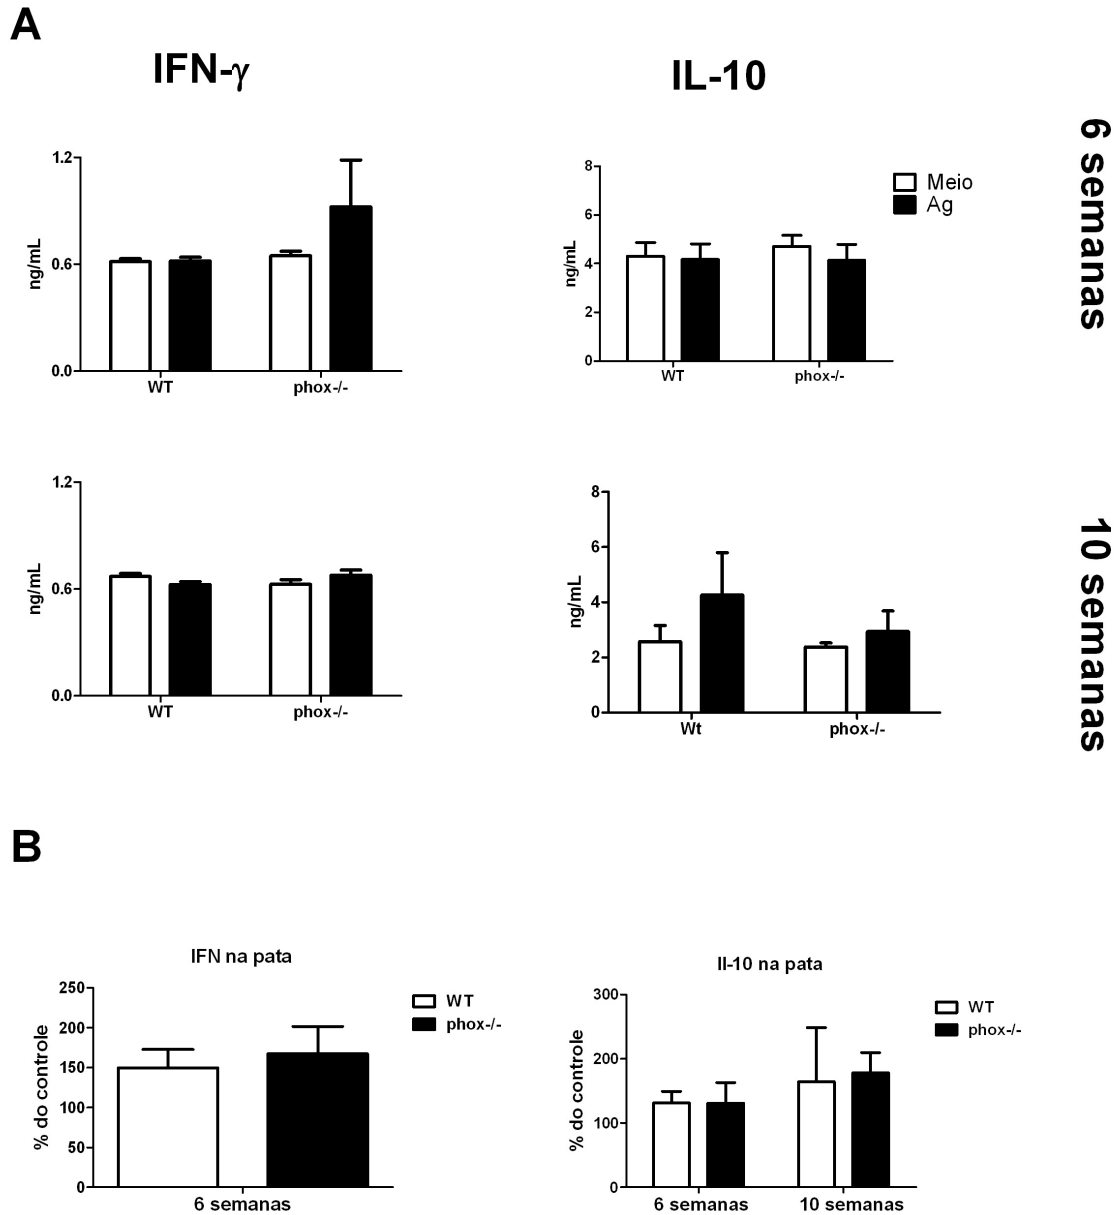 A
IFN-γ
IL-10
6 semanas
1.2
0.6
0.0
ng/mL
WT
phox-/-
8
6
4
2
0
ng/mL
WT
phox-/-
Meio
Ag
10 semanas
1.2
0.6
0.0
ng/mL
WT
phox-/-
8
6
4
2
0
ng/mL
Wt
phox-/-
B
IFN na pata
250
200
150
100
50
0
% do controle
6 semanas
WT
phox-/-
Il-10 na pata
300
200
100
0
% do controle
6 semanas
10 semanas
WT
phox-/-